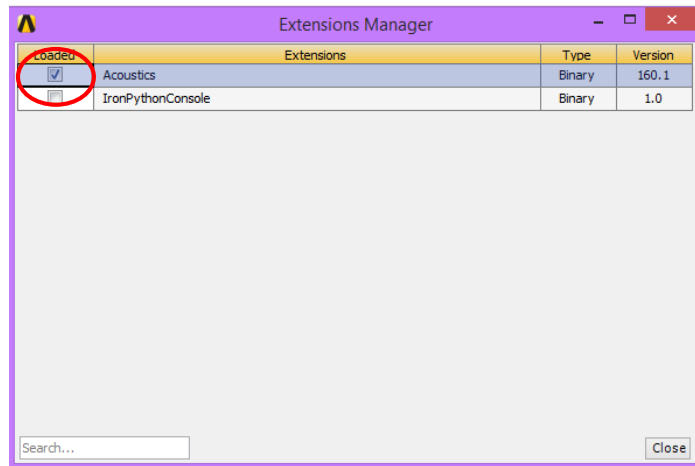 Extensions Manager
Loaded Extensions Type Version
Acoustics Binary 160.1
IronPythonConsole Binary 1.0
Search... Close